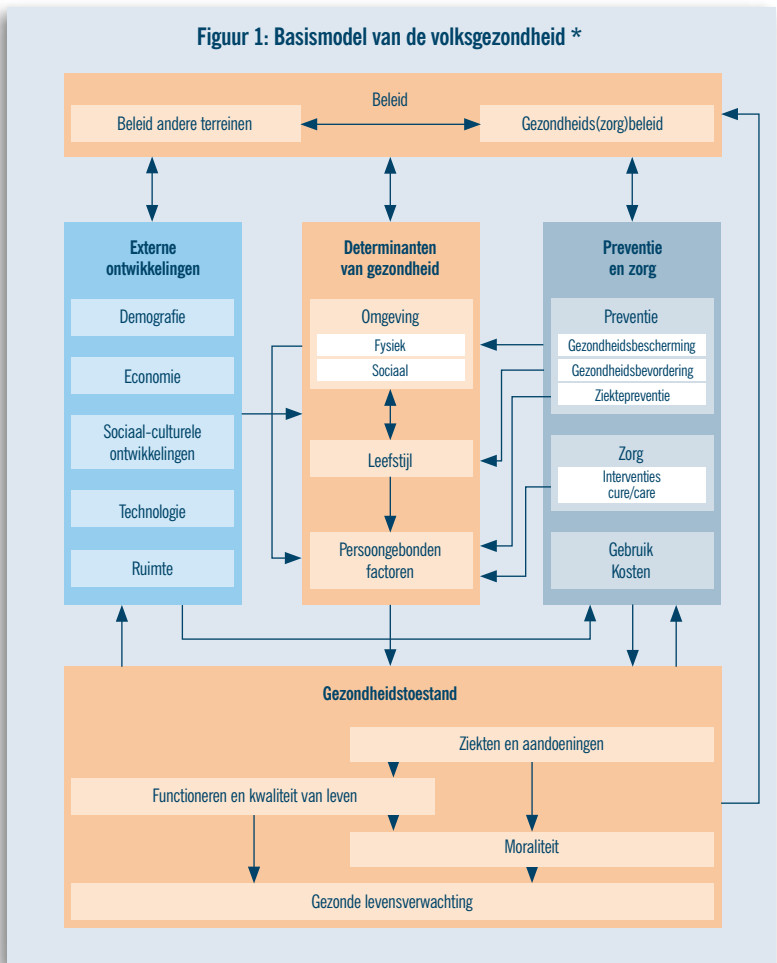 Figuur 1: Basismodel van de volksgezondheid *
Beleid
Beleid andere terreinen
Gezondheids(zorg)beleid
Externe
ontwikkelingen
Demografie
Economie
Sociaal-culturele
ontwikkelingen
Technologie
Ruimte
Determinanten
van gezondheid
Omgeving
Fysiek
Sociaal
Leefstijl
Persoongebonden
factoren
Preventie
en zorg
Preventie
Gezondheidsbescherming
Gezondheidsbevordering
Ziektepreventie
Zorg
Interventies
cure/care
Gebruik
Kosten
Gezondheidstoestand
Ziekten en aandoeningen
Functioneren en kwaliteit van leven
Moraliteit
Gezonde levensverwachting